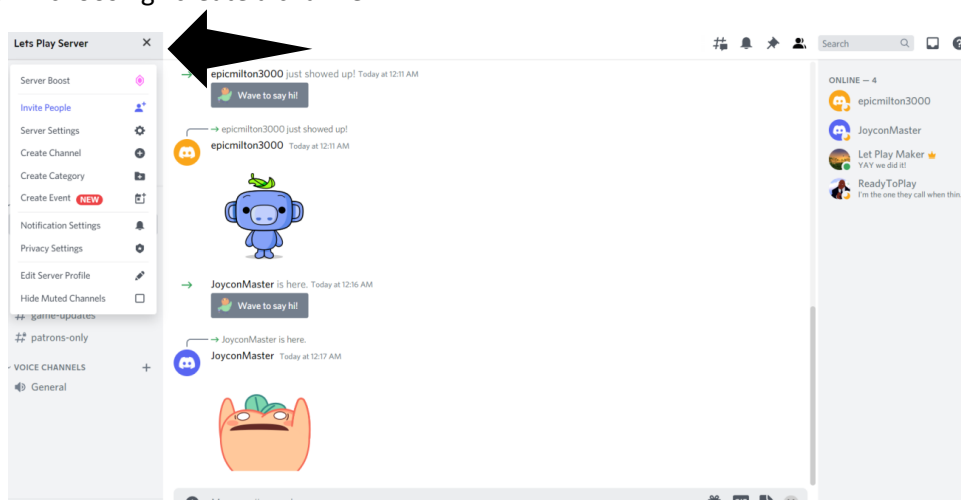 Lets Play Server
Search
Server Boost
Invite People
Server Settings
Create Channel
Create Category
Create Event NEW
Notification Settings
Privacy Settings
Edit Server Profile
Hide Muted Channels
game-updates
patrons-only
VOICE CHANNELS
General
epicmilton3000 just showed up! Today at 12:11 AM
Wave to say hi!
epicmilton3000 just showed up!
epicmilton3000 Today at 12:11 AM
JoyconMaster is here. Today at 12:16 AM
Wave to say hi!
JoyconMaster is here.
JoyconMaster Today at 12:17 AM
ONLINE — 4
epicmilton3000
JoyconMaster
Let Play Maker
YAY we did it!
ReadyToPlay
I'm the one they call when thin